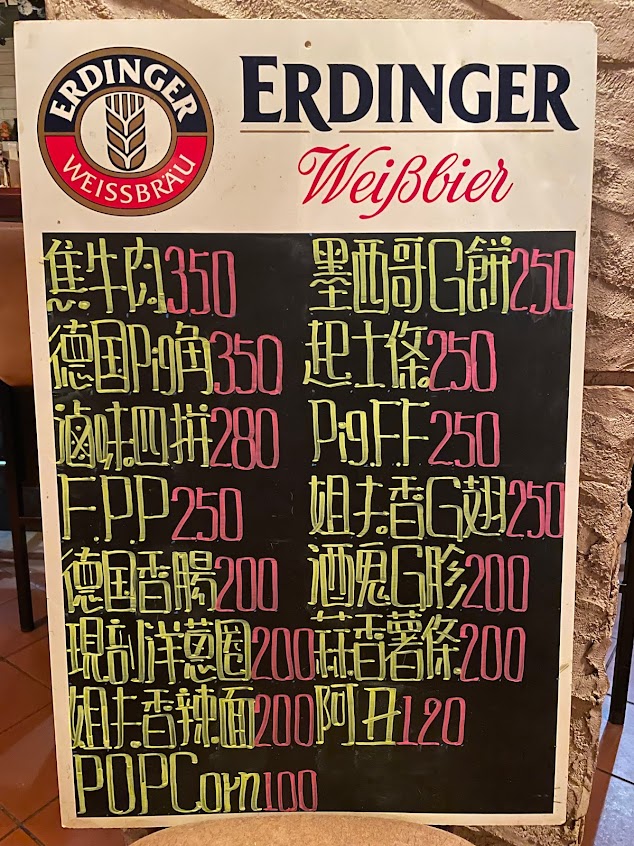 ERDINGER
WEISSBRÄU
ERDINGER
Weißbier
焦牛肉350
德国Pig角350
滷味四拼280
F.P.P250
德国香腸200
現剖洋蔥圈200
姐夫香辣面200
POPCorn100
墨西哥G餅250
起士條250
Pig.F.F250
姐夫香G翅250
酒鬼G胗200
蒜香薯條200
阿丑120